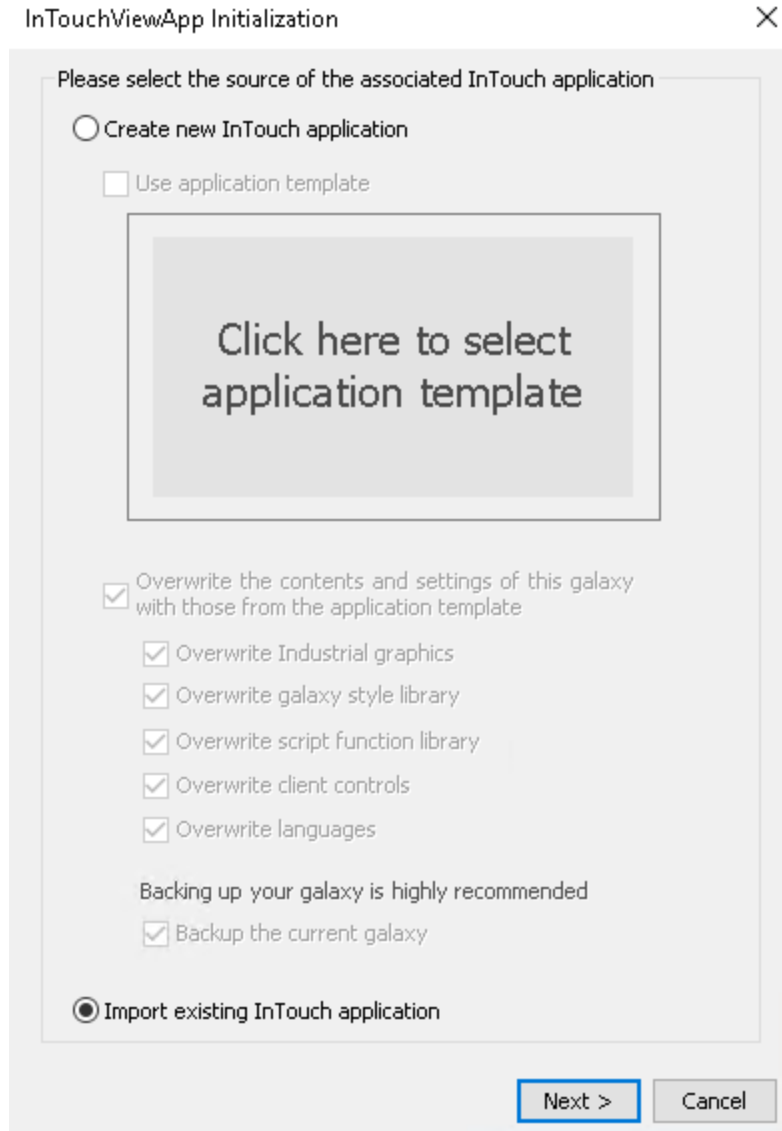 InTouchViewApp Initialization
Please select the source of the associated InTouch application
Create new InTouch application
Use application template
Click here to select
application template
Overwrite the contents and settings of this galaxy
with those from the application template
Overwrite Industrial graphics
Overwrite galaxy style library
Overwrite script function library
Overwrite client controls
Overwrite languages
Backing up your galaxy is highly recommended
Backup the current galaxy
Import existing InTouch application
Next >
Cancel